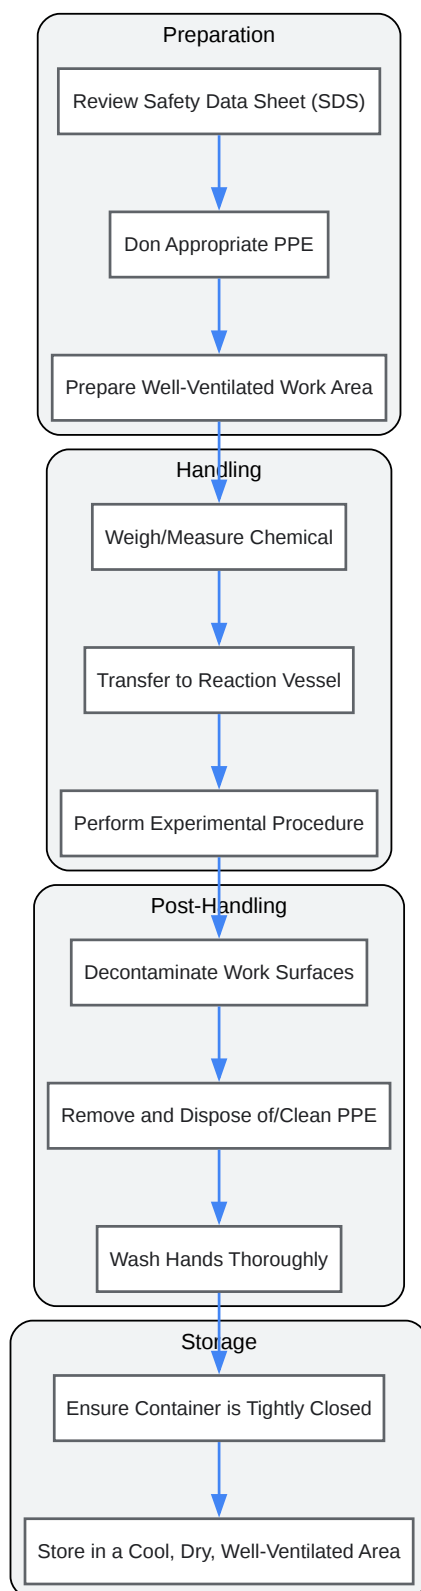 Preparation
Review Safety Data Sheet (SDS)
Don Appropriate PPE
Prepare Well-Ventilated Work Area
Handling
Weigh/Measure Chemical
Transfer to Reaction Vessel
Perform Experimental Procedure
Post-Handling
Decontaminate Work Surfaces
Remove and Dispose of/Clean PPE
Wash Hands Thoroughly
Storage
Ensure Container is Tightly Closed
Store in a Cool, Dry, Well-Ventilated Area